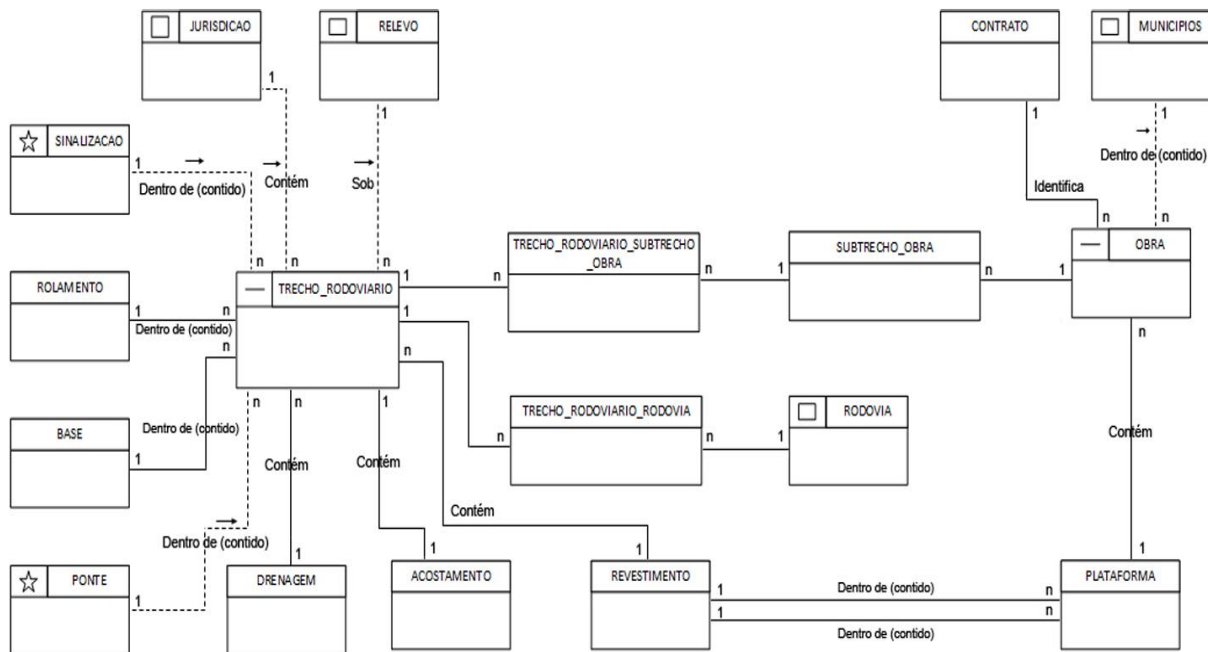 JURISDICAO
RELEVO
CONTRATO
MUNICIPIOS
1
1
1
1
SINALIZACAO
1
Dentro de (contido)
Contém
Sob
Dentro de (contido)
Identifica
n
n
n
n
n
TRECHO_RODOVIARIO_SUBTRECHO
_OBRA
SUBTRECHO_OBRA
OBRA
ROLAMENTO
TRECHO_RODOVIARIO
1
n
n
1
n
1
1
n
Dentro de (contido)
1
n
n
n
BASE
1
Dentro de (contido)
n
n
1
Contém
Contém
TRECHO_RODOVIARIO_RODOVIA
RODOVIA
n
n
1
Contém
Contém
Dentro de (contido)
1
1
1
1
PONTE
1
DRENAGEM
ACOSTAMENTO
REVESTIMENTO
PLATAFORMA
1
Dentro de (contido)
n
1
n
Dentro de (contido)